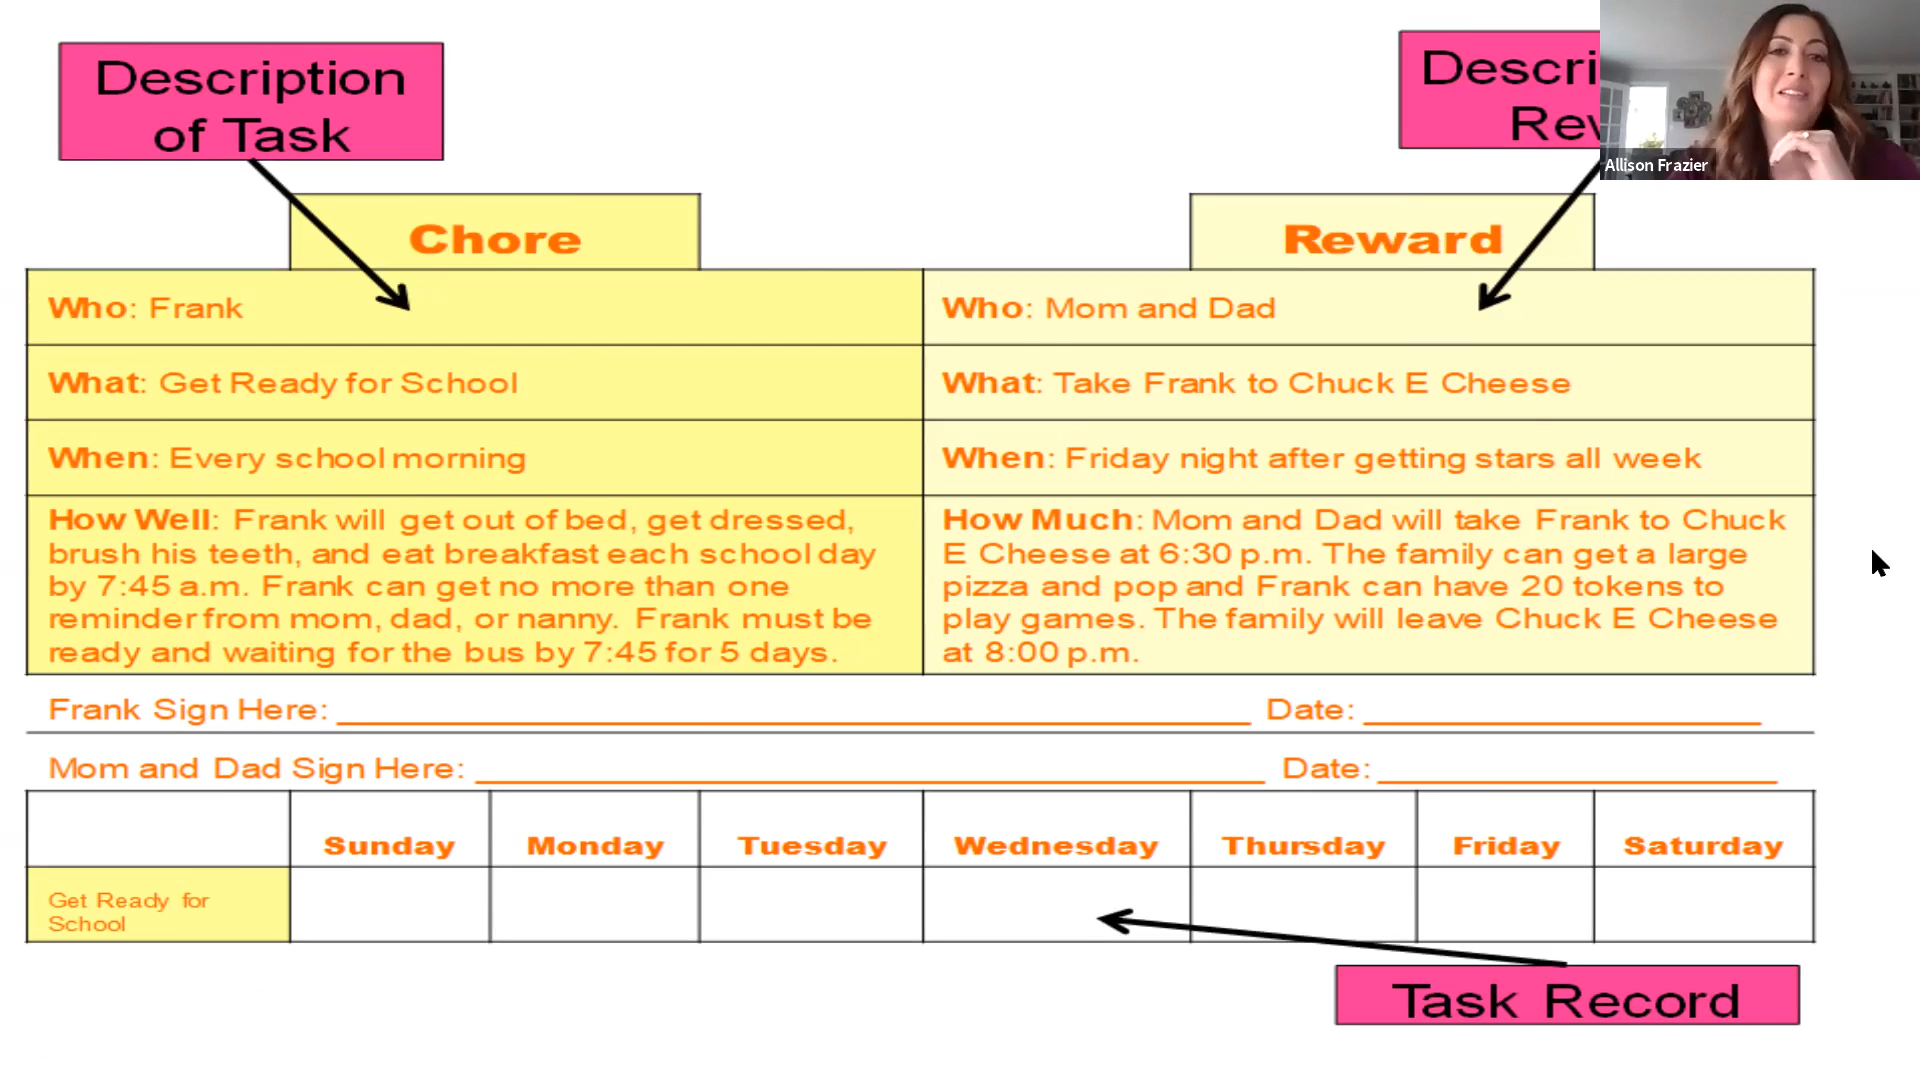 Description
of Task
Descri
Allison Frazier
Chore
Reward
Who: Frank
Who: Mom and Dad
What: Get Ready for School
What: Take Frank to Chuck E Cheese
When: Every school morning
When: Friday night after getting stars all week
How Well: Frank will get out of bed, get dressed,
brush his teeth, and eat breakfast each school day
by 7:45 a.m. Frank can get no more than one
reminder from mom, dad, or nanny. Frank must be
ready and waiting for the bus by 7:45 for 5 days.
How Much: Mom and Dad will take Frank to Chuck
E Cheese at 6:30 p.m. The family can get a large
pizza and pop and Frank can have 20 tokens to
play games. The family will leave Chuck E Cheese
at 8:00 p.m.
Frank Sign Here: Date:
Mom and Dad Sign Here: Date:
Sunday Monday Tuesday Wednesday Thursday Friday Saturday
Get Ready for
School
Task Record